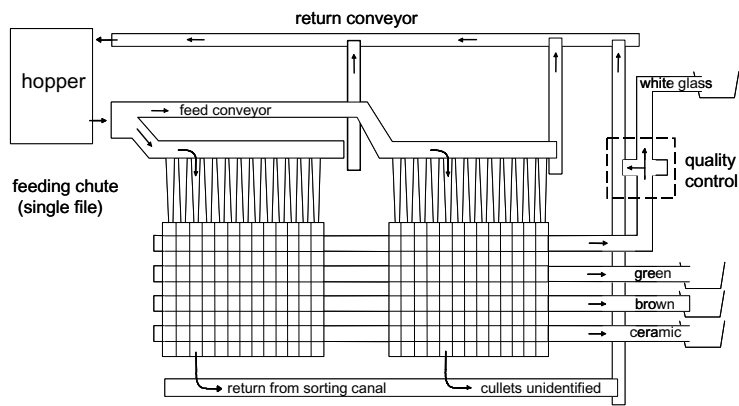 return conveyor
hopper
feed conveyor
white glass
quality
control
feeding chute
(single file)
green
brown
ceramic
return from sorting canal
cullets unidentified